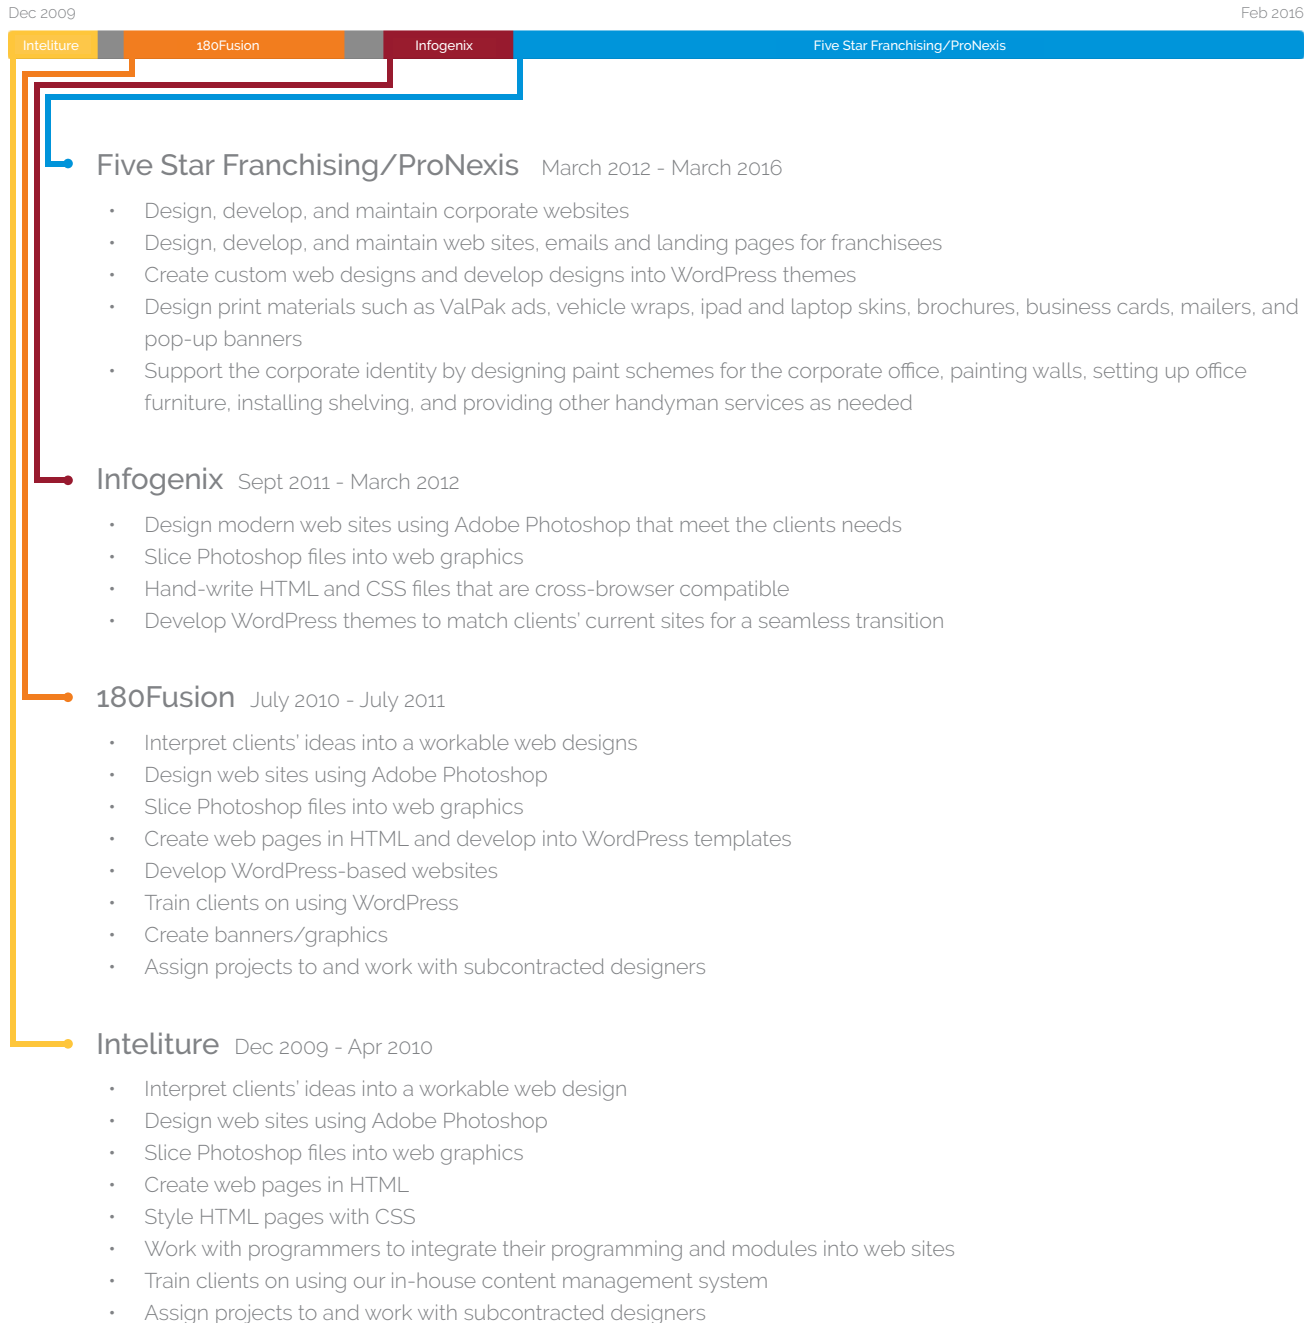 Dec 2009 Feb 2016
Inteliture 180Fusion Infogenix Five Star Franchising/ProNexis
Five Star Franchising/ProNexis March 2012 - March 2016
• Design, develop, and maintain corporate websites
• Design, develop, and maintain web sites, emails and landing pages for franchisees
• Create custom web designs and develop designs into WordPress themes
• Design print materials such as ValPak ads, vehicle wraps, ipad and laptop skins, brochures, business cards, mailers, and
pop-up banners
• Support the corporate identity by designing paint schemes for the corporate office, painting walls, setting up office
furniture, installing shelving, and providing other handyman services as needed
Infogenix Sept 2011 - March 2012
• Design modern web sites using Adobe Photoshop that meet the clients needs
• Slice Photoshop files into web graphics
• Hand-write HTML and CSS files that are cross-browser compatible
• Develop WordPress themes to match clients’ current sites for a seamless transition
180Fusion July 2010 - July 2011
• Interpret clients’ ideas into a workable web designs
• Design web sites using Adobe Photoshop
• Slice Photoshop files into web graphics
• Create web pages in HTML and develop into WordPress templates
• Develop WordPress-based websites
• Train clients on using WordPress
• Create banners/graphics
• Assign projects to and work with subcontracted designers
Inteliture Dec 2009 - Apr 2010
• Interpret clients’ ideas into a workable web design
• Design web sites using Adobe Photoshop
• Slice Photoshop files into web graphics
• Create web pages in HTML
• Style HTML pages with CSS
• Work with programmers to integrate their programming and modules into web sites
• Train clients on using our in-house content management system
• Assign projects to and work with subcontracted designers